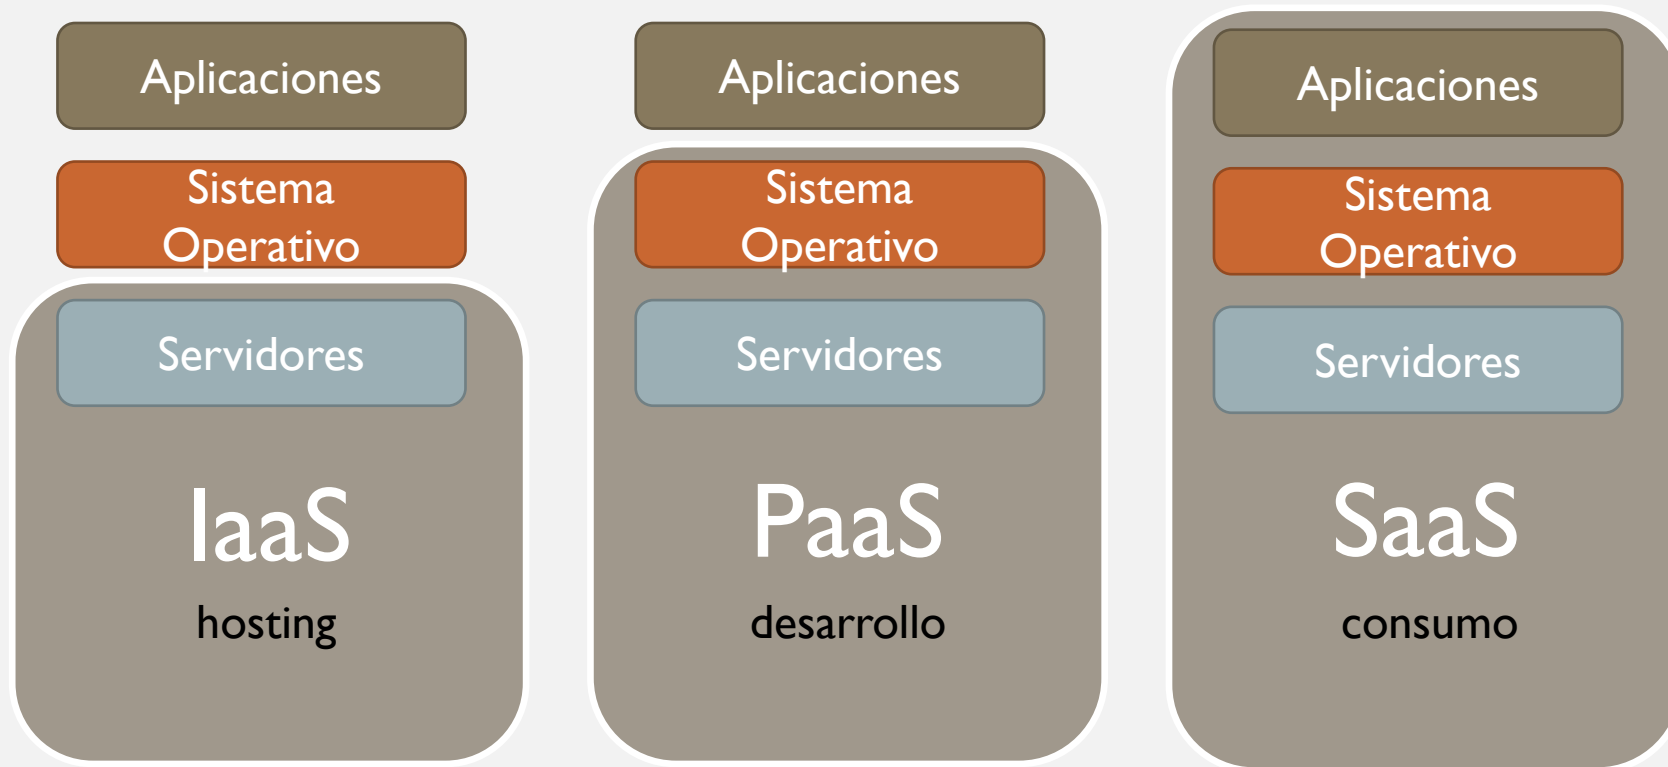 Aplicaciones
Sistema
Operativo
Servidores
IaaS
hosting
Aplicaciones
Sistema
Operativo
Servidores
PaaS
desarrollo
Aplicaciones
Sistema
Operativo
Servidores
SaaS
consumo